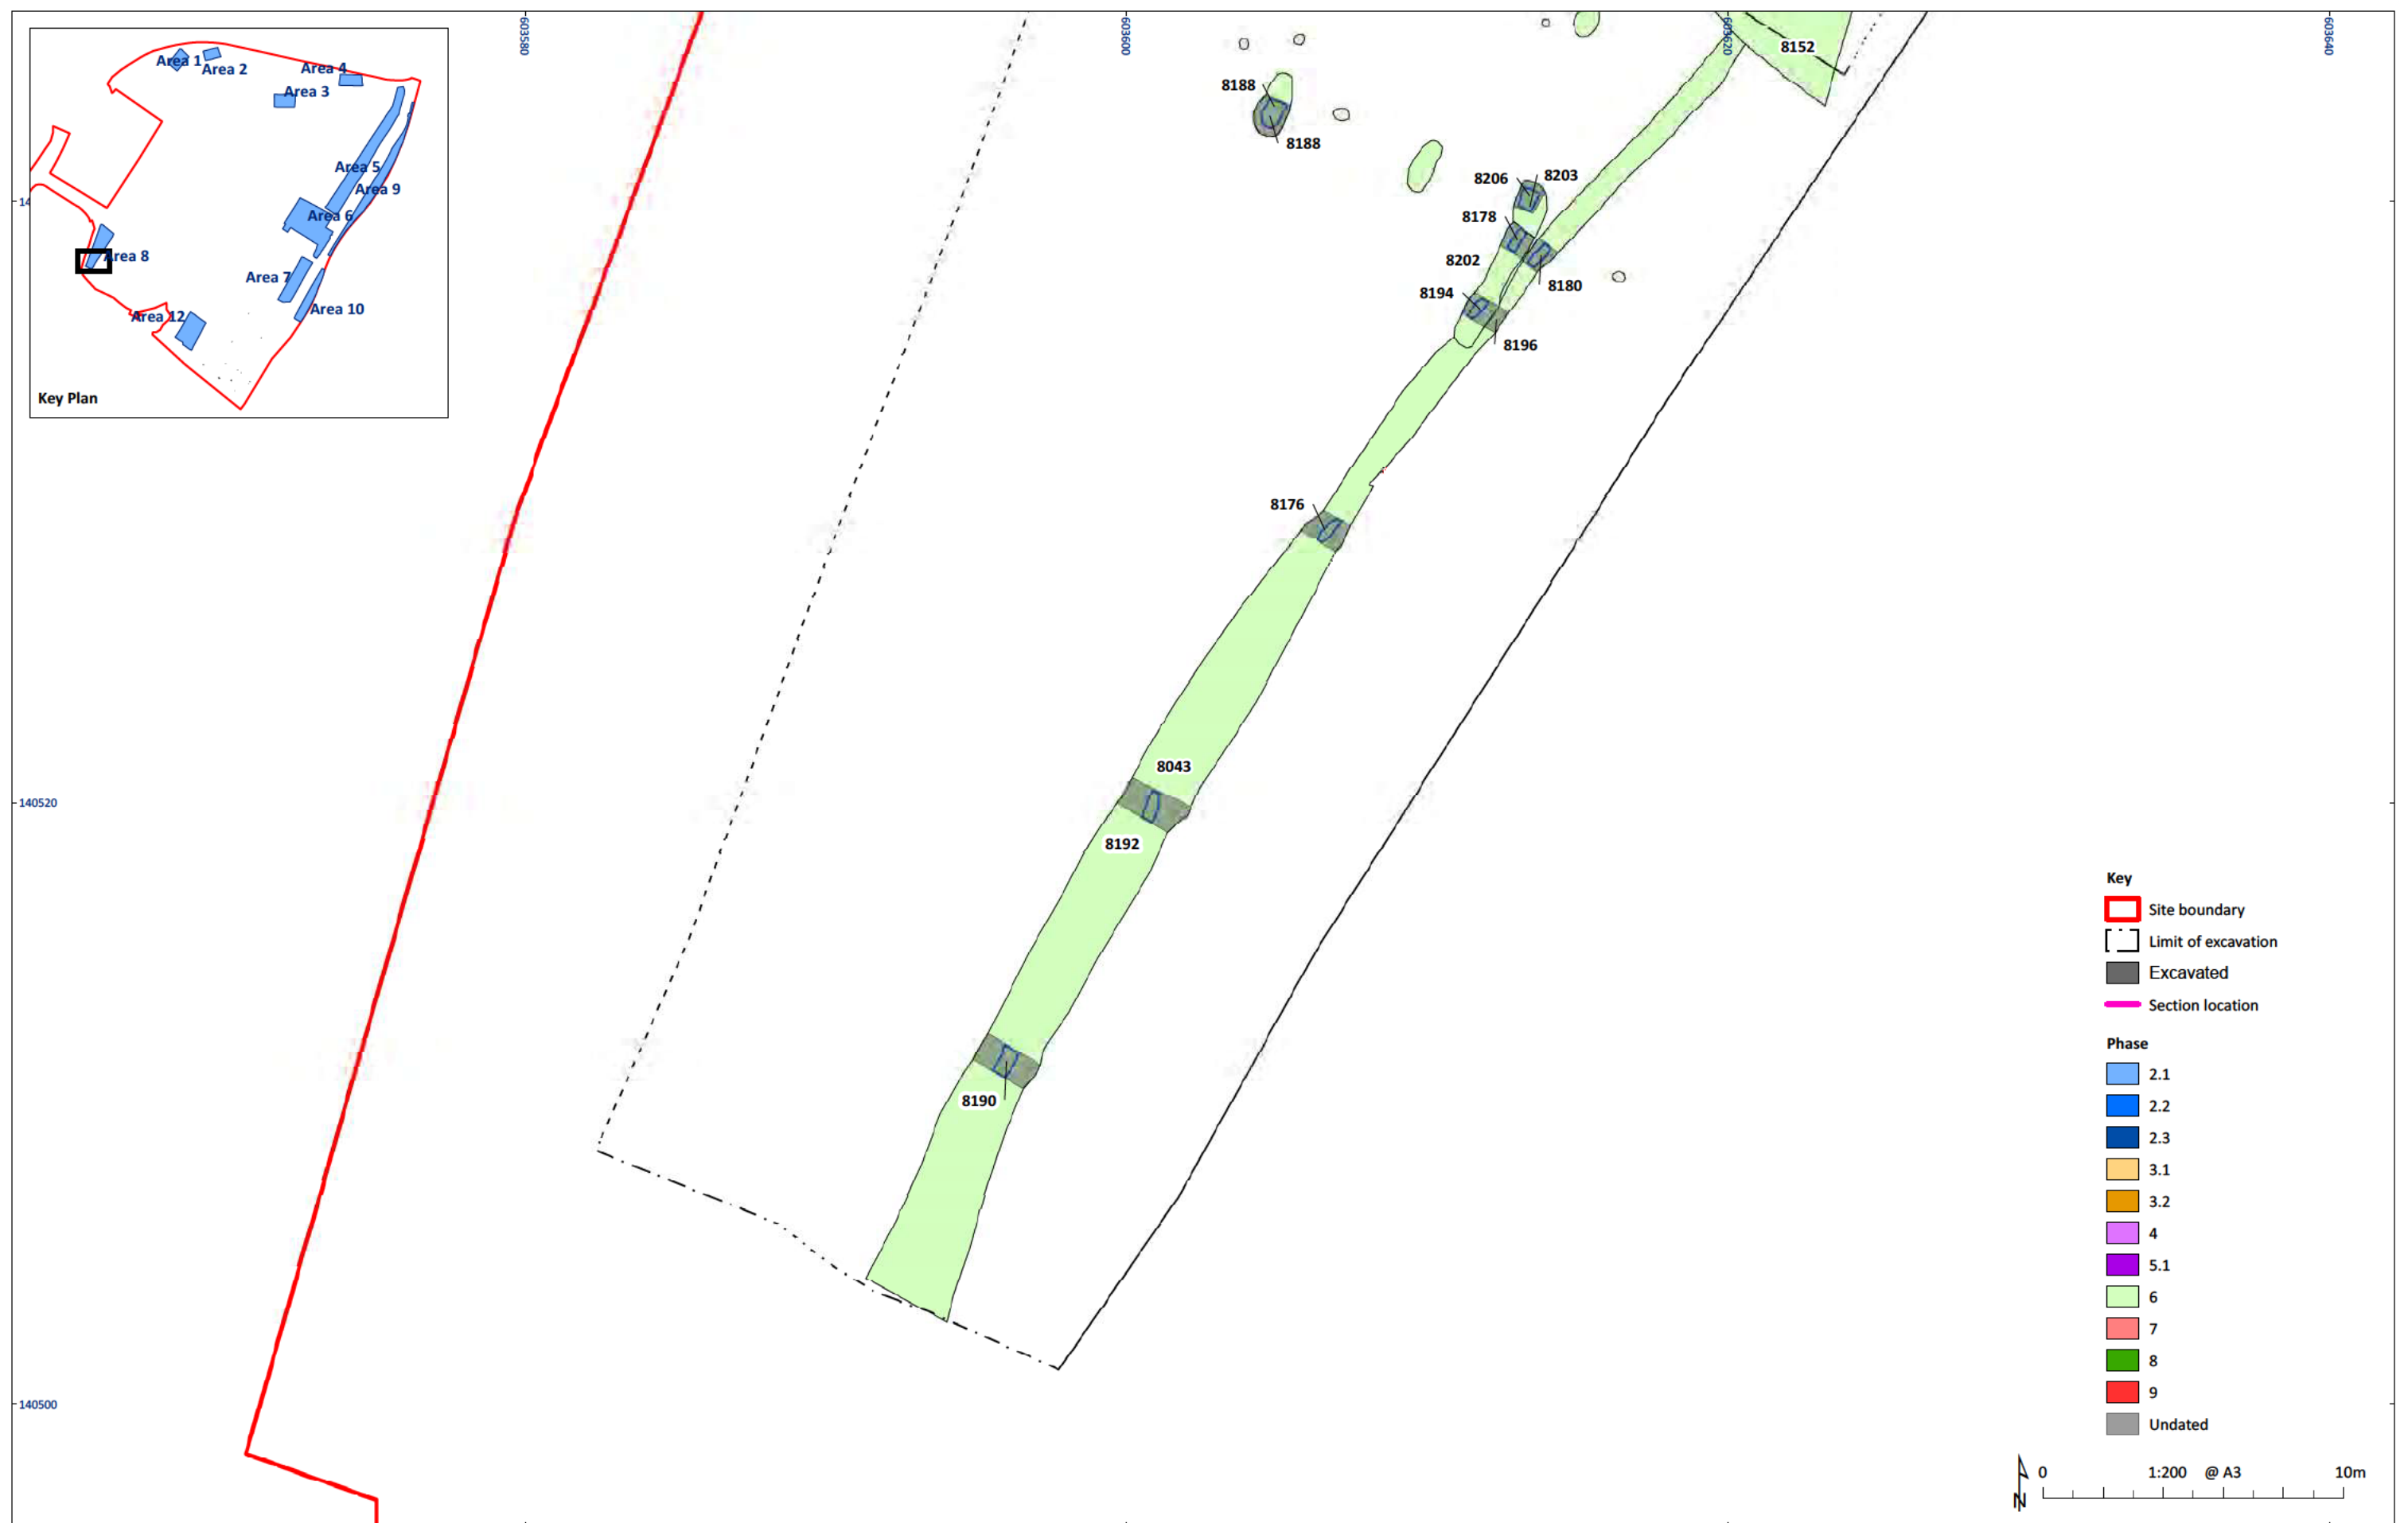 603580
603600
603620
603640
Area 1
Area 2
Area 3
Area 4
Area 5
Area 9
Area 6
Area 8
Area 7
Area 10
Area 12
Key Plan
14
140520
140500
8152
8188
8188
8206
8203
8178
8202
8180
8194
8196
8176
8043
8192
8190
Key
Site boundary
Limit of excavation
Excavated
Section location
Phase
2.1
2.2
2.3
3.1
3.2
4
5.1
6
7
8
9
Undated
N
0 1:200 @ A3 10m